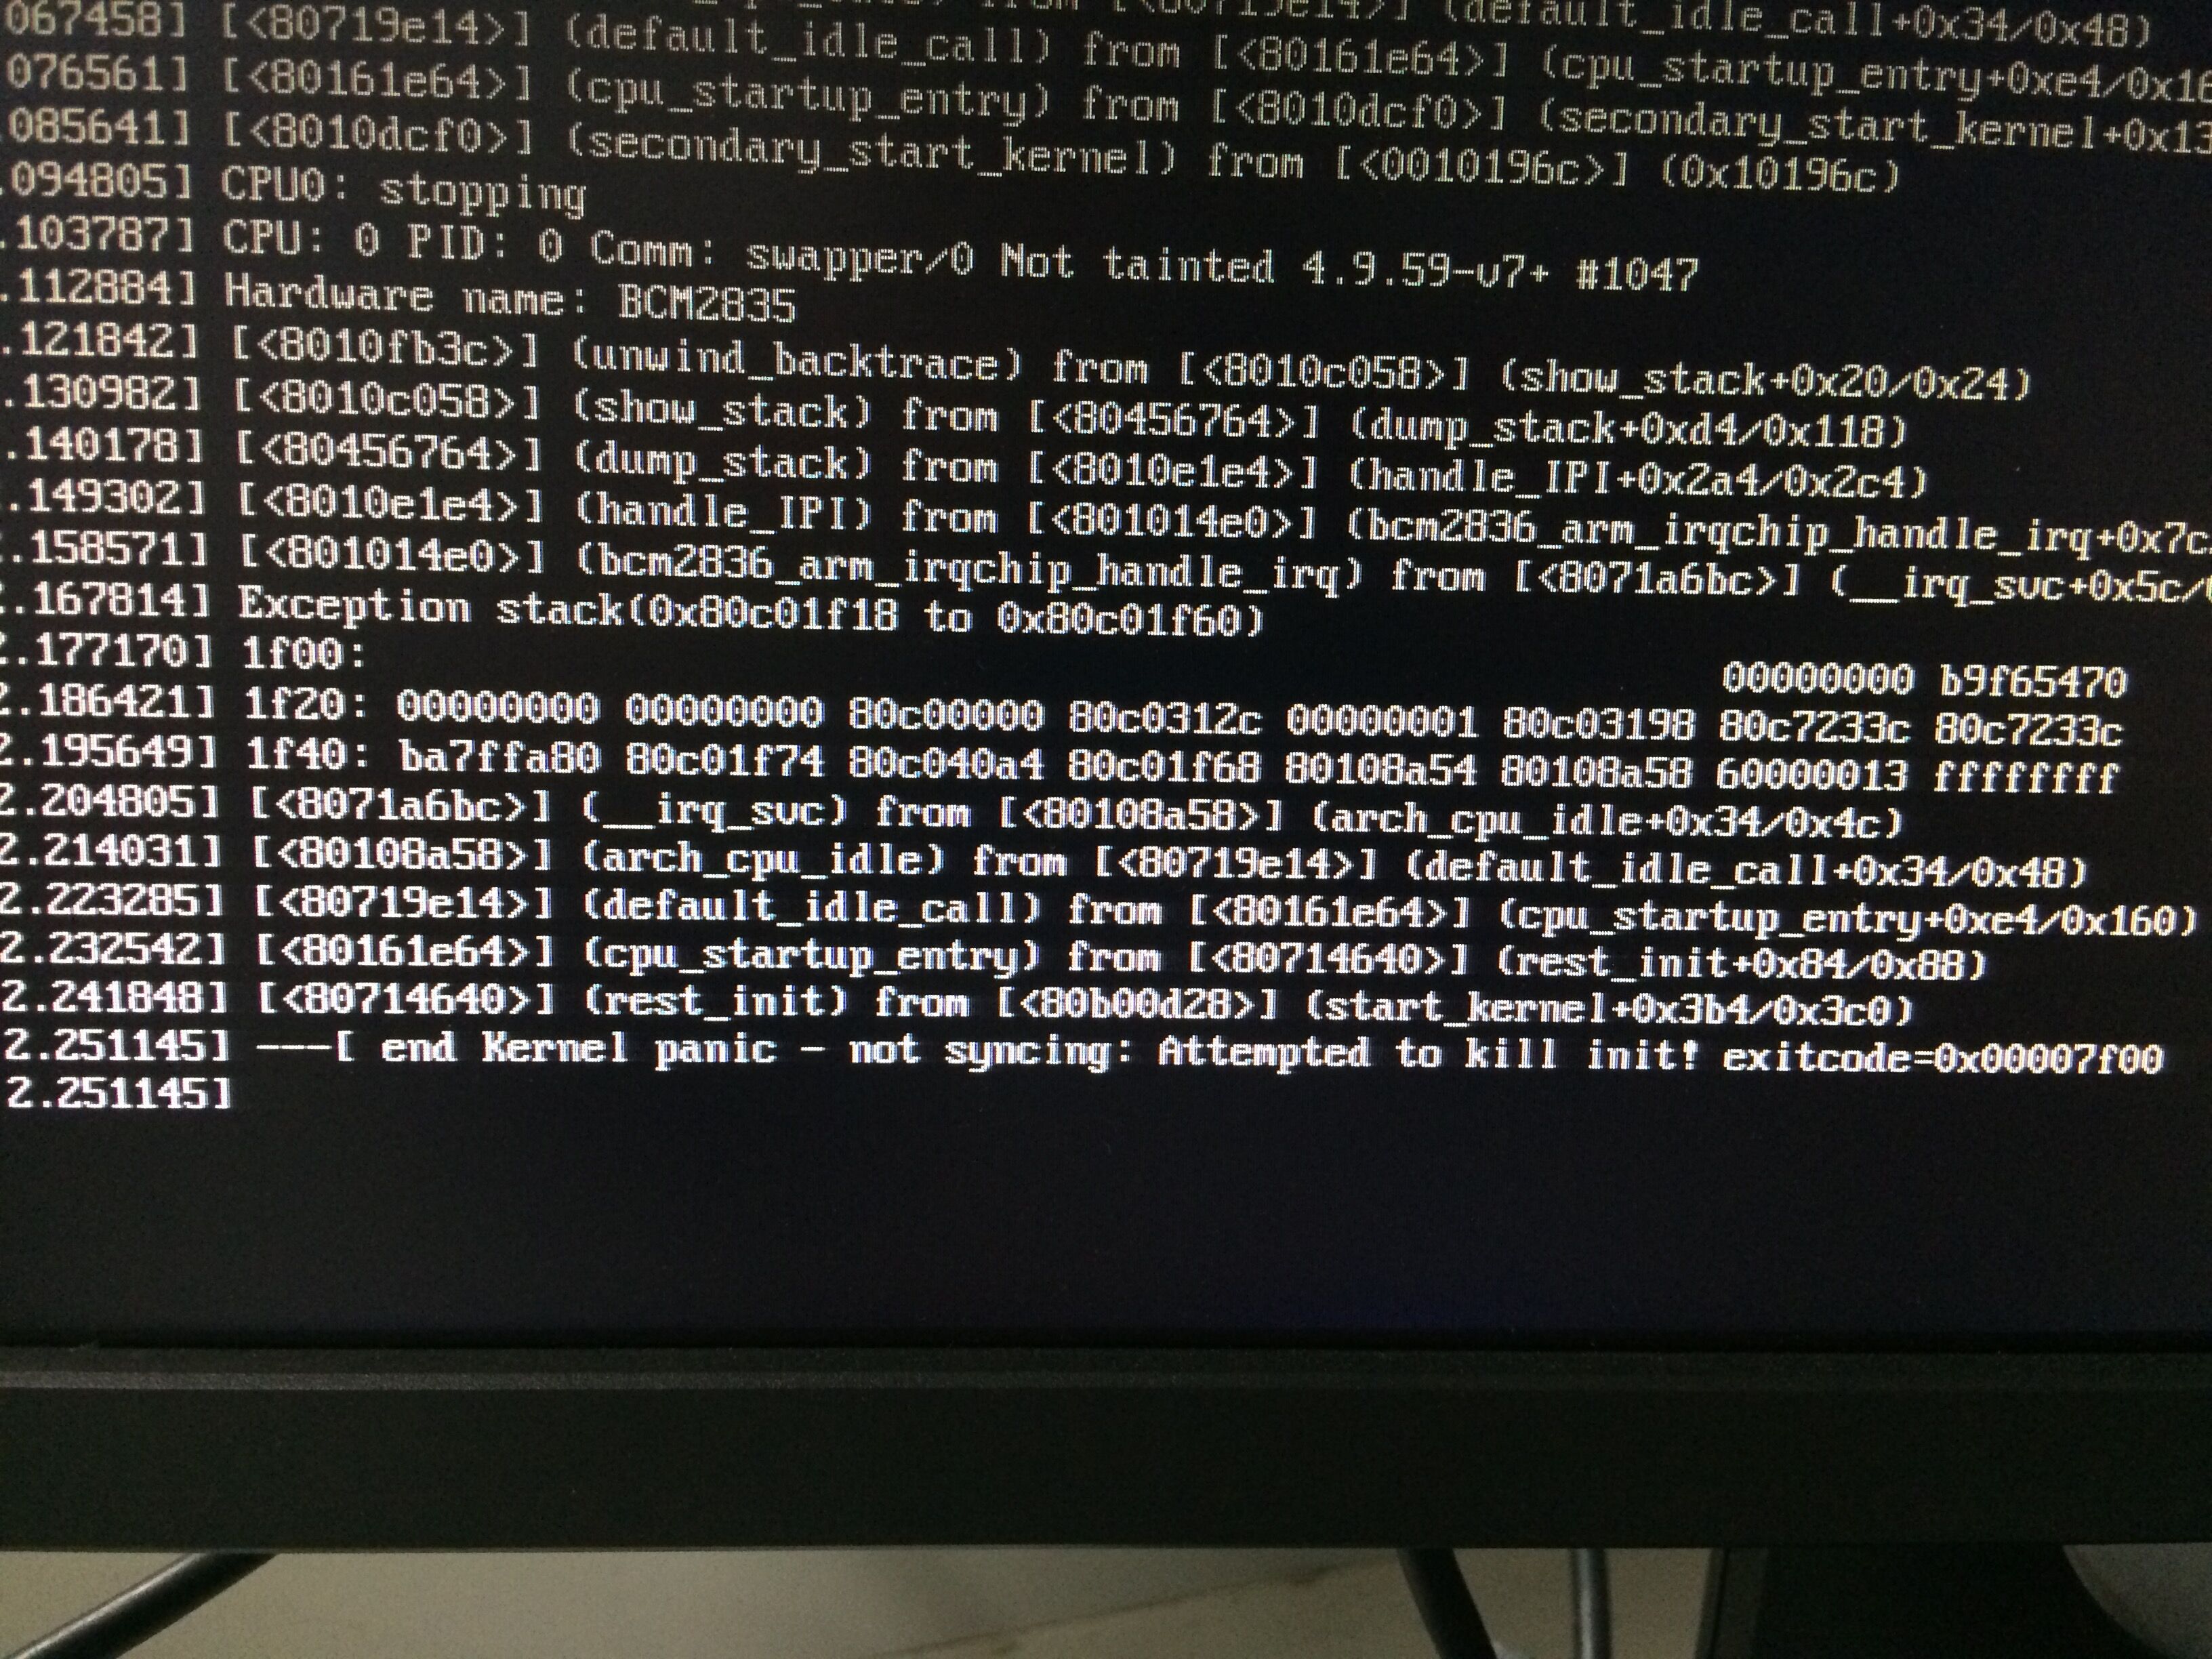 (default_idle_call+0x34/0x48)
067458] [<80719e14>] (default_idle_call) from [<80161e64>] (cpu_startup_entry+0xe4/0x16
076561] [<80161e64>] (cpu_startup_entry) from [<8010dcf0>] (secondary_start_kernel+0x13
.085641] [<8010dcf0>] (secondary_start_kernel) from [<0010196c>] (0x10196c)
.094805] CPU0: stopping
.103787] CPU: 0 PID: 0 Comm: swapper/0 Not tainted 4.9.59-v7+ #1047
.112884] Hardware name: BCM2835
.121842] [<8010fb3c>] (unwind_backtrace) from [<8010c058>] (show_stack+0x20/0x24)
.130982] [<8010c058>] (show_stack) from [<80456764>] (dump_stack+0xd4/0x118)
.140178] [<80456764>] (dump_stack) from [<8010e1e4>] (handle_IPI+0x2a4/0x2c4)
.149302] [<8010e1e4>] (handle_IPI) from [<801014e0>] (bcm2836_arm_irqchip_handle_irq+0x7c
.158571] [<801014e0>] (bcm2836_arm_irqchip_handle_irq) from [<8071a6bc>] (__irq_svc+0x5c/
.167814] Exception stack(0x80c01f18 to 0x80c01f60)
2.177170] 1f00: 00000000 b9f65470
2.186421] 1f20: 00000000 00000000 80c00000 80c0312c 00000001 80c03198 80c7233c 80c7233c
2.195649] 1f40: ba7ffa80 80c01f74 80c040a4 80c01f68 80108a54 80108a58 60000013 ffffffff
2.204805] [<8071a6bc>] (__irq_svc) from [<80108a58>] (arch_cpu_idle+0x34/0x4c)
2.214031] [<80108a58>] (arch_cpu_idle) from [<80719e14>] (default_idle_call+0x34/0x48)
2.223285] [<80719e14>] (default_idle_call) from [<80161e64>] (cpu_startup_entry+0xe4/0x160)
2.232542] [<80161e64>] (cpu_startup_entry) from [<80714640>] (rest_init+0x84/0x88)
2.241848] [<80714640>] (rest_init) from [<80b00d28>] (start_kernel+0x3b4/0x3c0)
2.251145] ---[ end Kernel panic - not syncing: Attempted to kill init! exitcode=0x00007f00
2.251145]